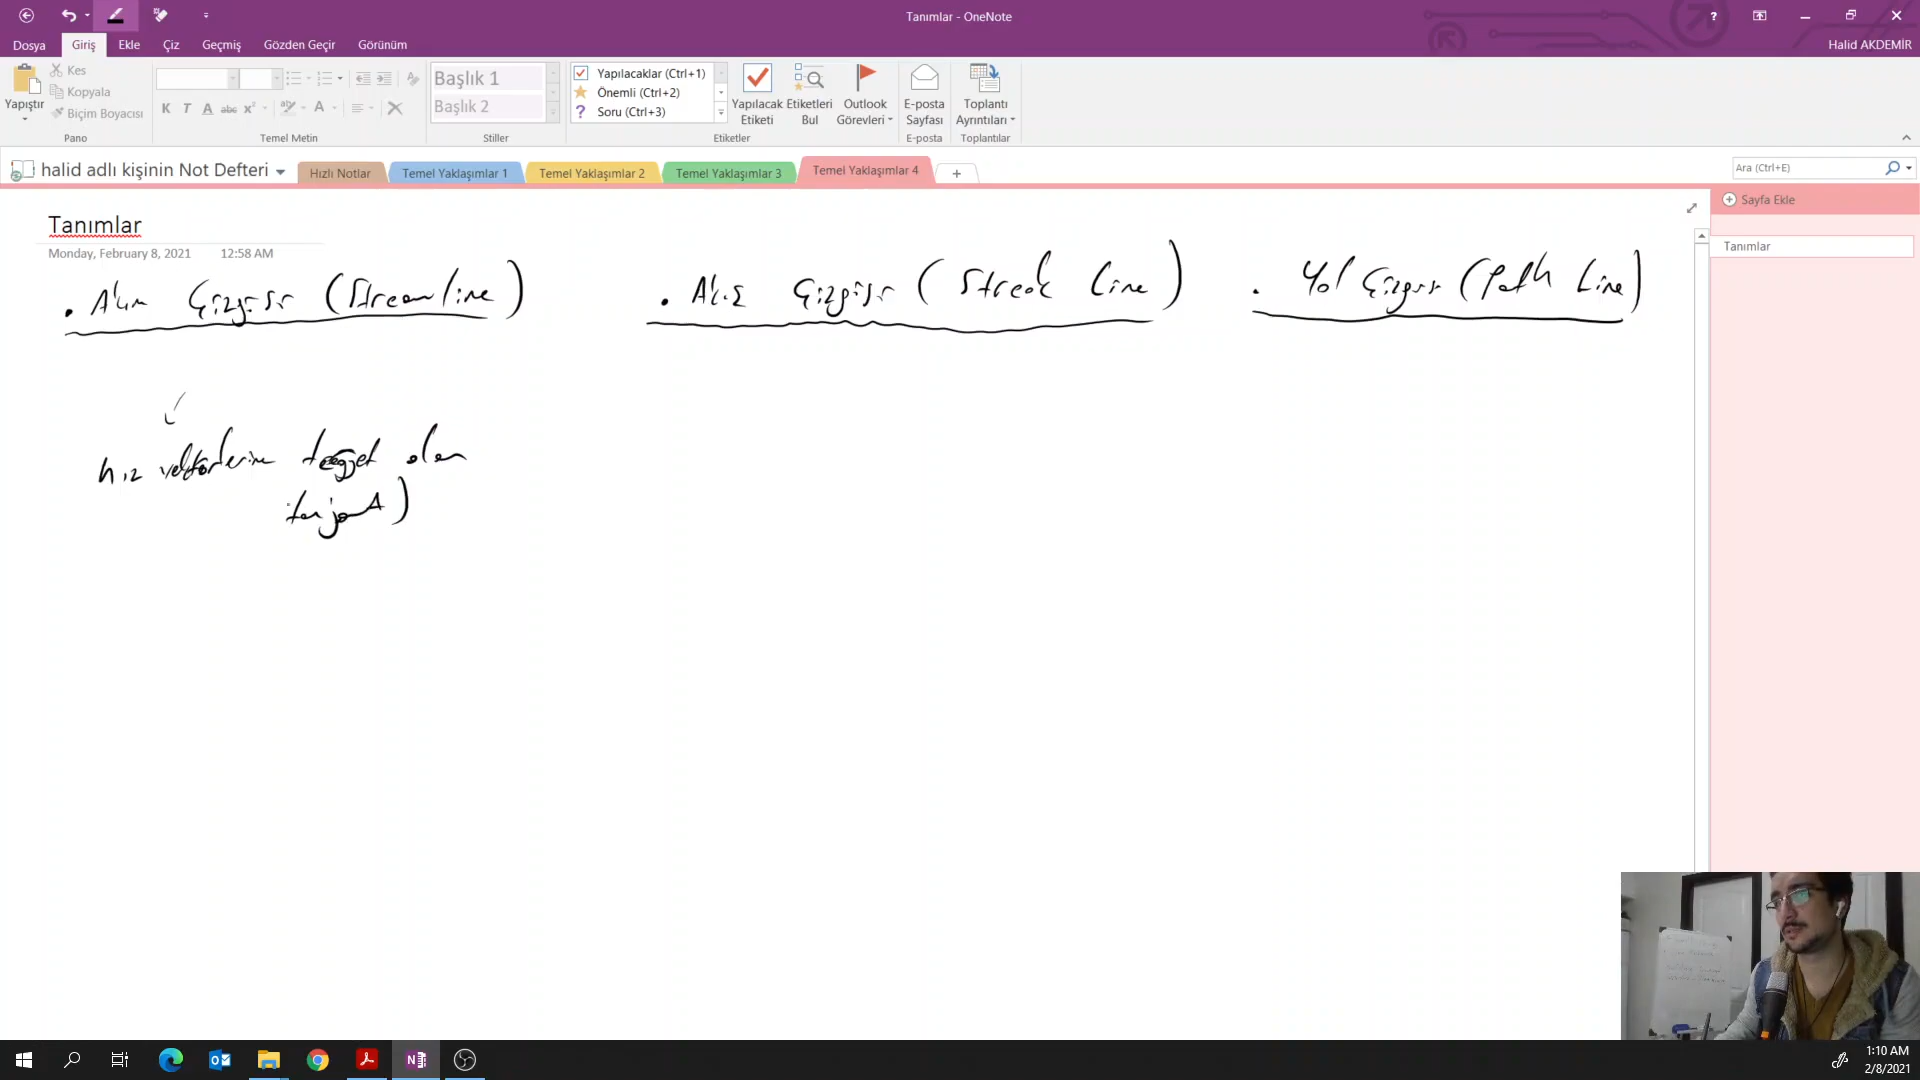 Tanımlar - OneNote
?
Halid AKDEMİR
Dosya
Giriş
Ekle
Çiz
Geçmiş
Gözden Geçir
Görünüm
Yapıştır
Kes
Kopyala
Biçim Boyacısı
Pano
K T A abc x² A
Temel Metin
Başlık 1
Başlık 2
Stiller
Yapılacaklar (Ctrl+1)
Önemli (Ctrl+2)
? Soru (Ctrl+3)
Yapılacak Etiketi
Etiketleri Bul
Etiketler
Outlook Görevleri
E-posta Sayfası
E-posta
Toplantı Ayrıntıları
Toplantılar
halid adlı kişinin Not Defteri
Hızlı Notlar
Temel Yaklaşımlar 1
Temel Yaklaşımlar 2
Temel Yaklaşımlar 3
Temel Yaklaşımlar 4
+
Ara (Ctrl+E)
Sayfa Ekle
Tanımlar
Tanımlar
Monday, February 8, 2021 12:58 AM
. Akım Çizgisi (Streamline)
. Akış Çizgisi (Streak Line)
. Yol Çizgisi (Path Line)
hız vektörlerine teğet olan
1:10 AM
2/8/2021